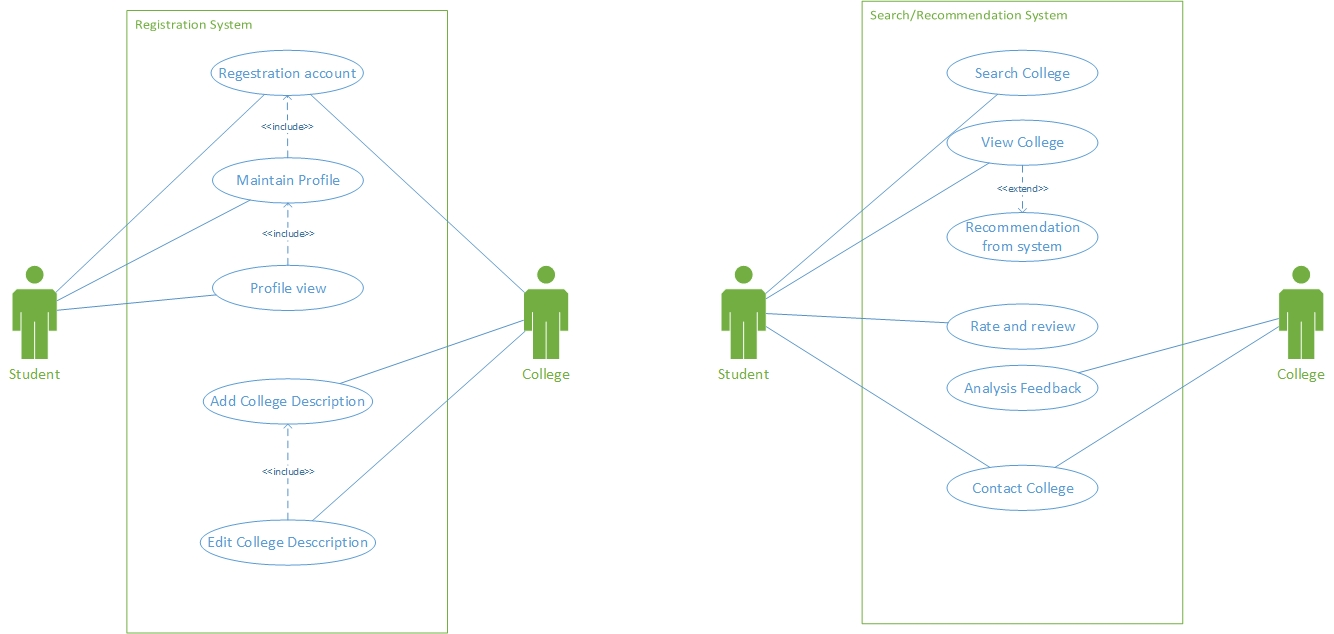 Registration System
Regestration account
<<include>>
Maintain Profile
<<include>>
Profile view
Student
College
Add College Description
<<include>>
Edit College Desccription
Search/Recommendation System
Search College
View College
<<extend>>
Recommendation
from system
Rate and review
Student
Analysis Feedback
College
Contact College